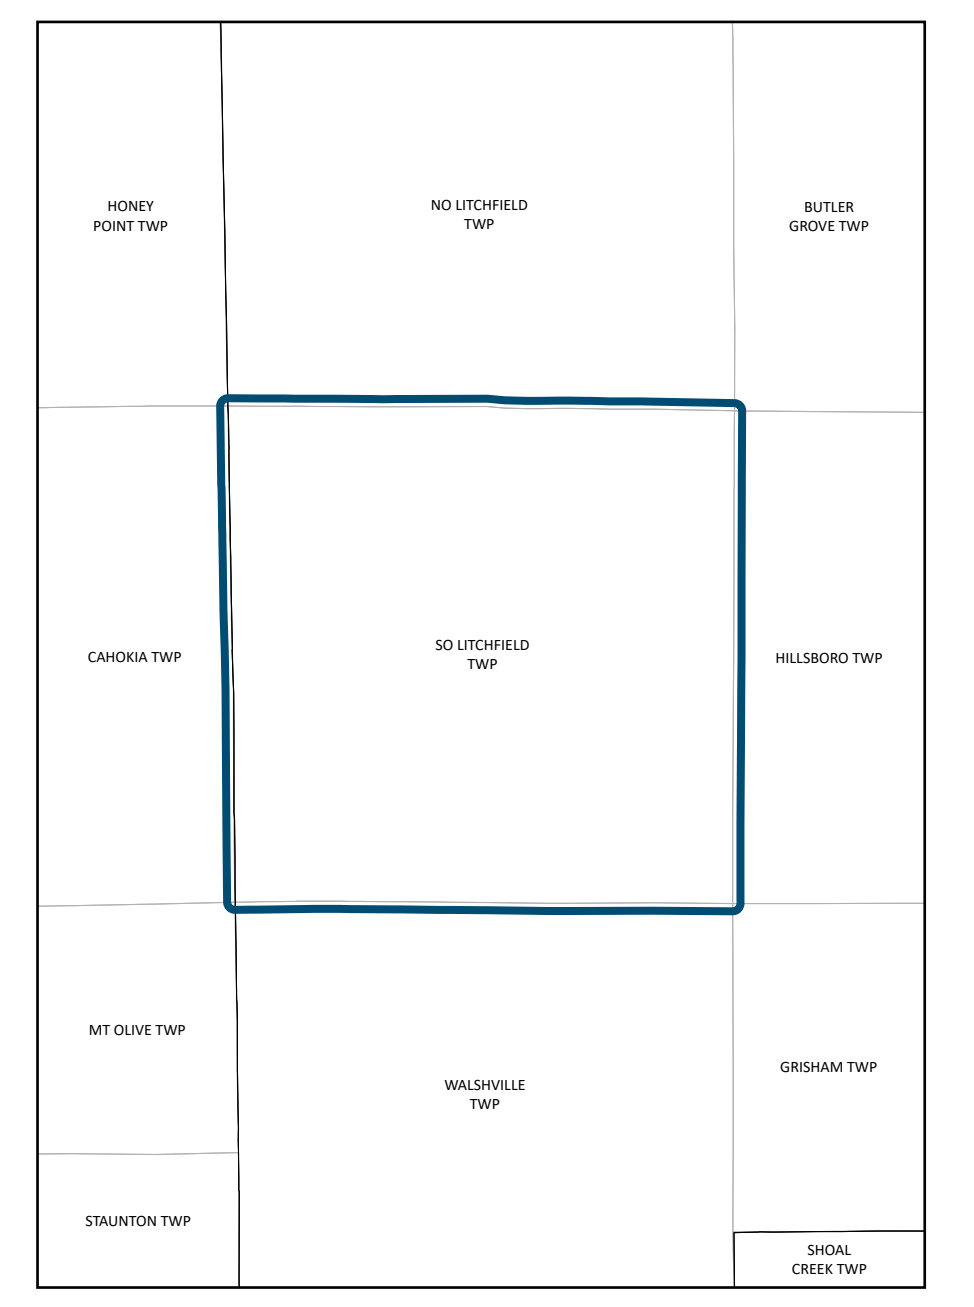 HONEY
POINT TWP
NO LITCHFIELD
TWP
BUTLER
GROVE TWP
CAHOKIA TWP
SO LITCHFIELD
TWP
HILLSBORO TWP
MT OLIVE TWP
WALSHVILLE
TWP
GRISHAM TWP
STAUNTON TWP
SHOAL
CREEK TWP